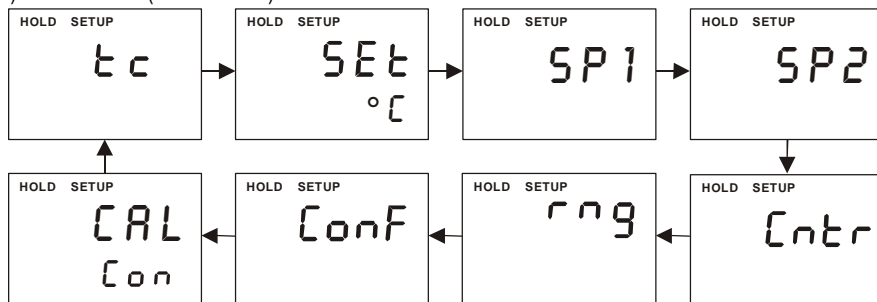 HOLD SETUP
tc
HOLD SETUP
SEt
°C
HOLD SETUP
SP1
HOLD SETUP
SP2
HOLD SETUP
CAL
Con
HOLD SETUP
ConF
HOLD SETUP
rng
HOLD SETUP
Cntr